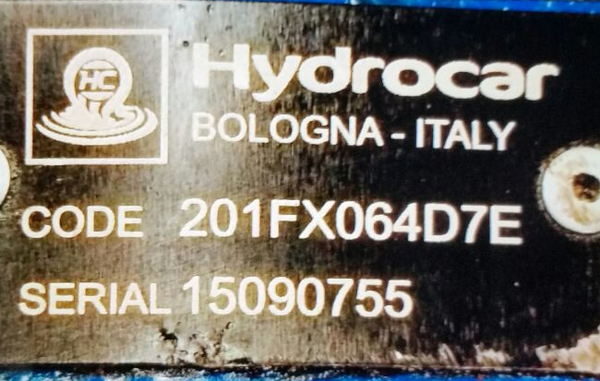 HC
Hydrocar
BOLOGNA - ITALY
CODE 201FX064D7E
SERIAL 15090755